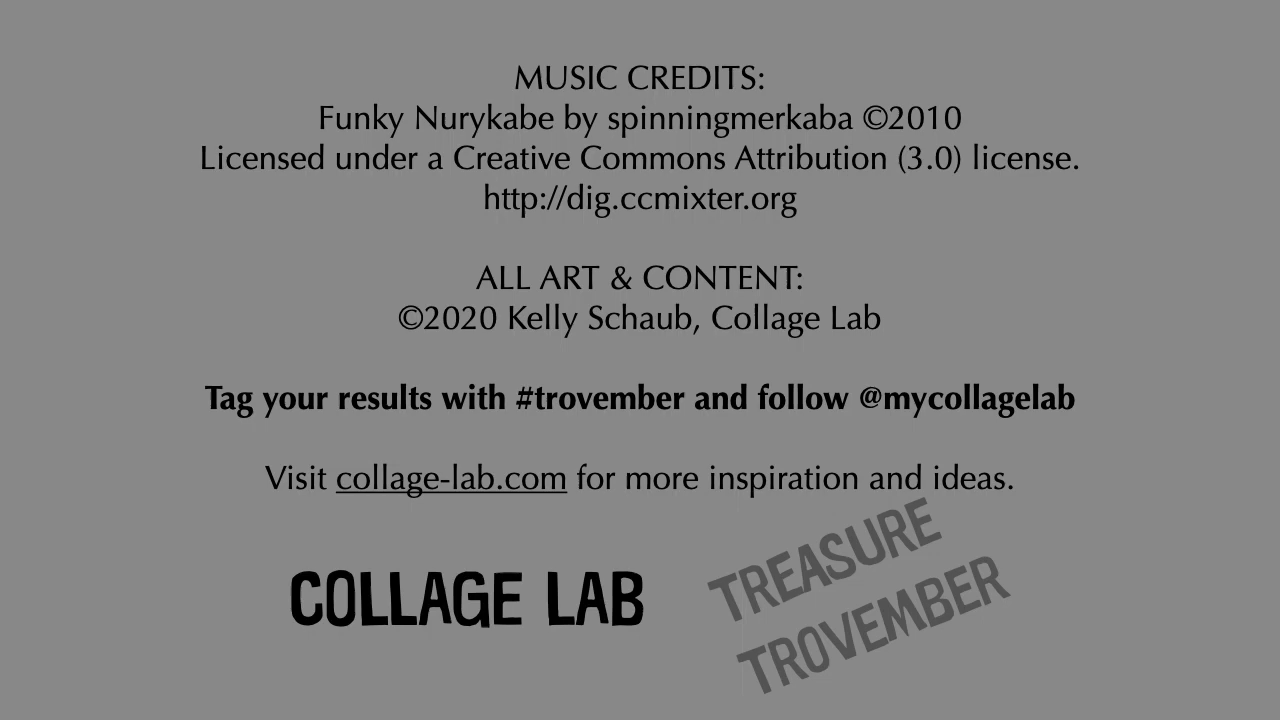 MUSIC CREDITS:
Funky Nurykabe by spinningmerkaba ©2010
Licensed under a Creative Commons Attribution (3.0) license.
http://dig.ccmixter.org
ALL ART & CONTENT:
©2020 Kelly Schaub, Collage Lab
Tag your results with #trovember and follow @mycollagelab
Visit collage-lab.com for more inspiration and ideas.
COLLAGE LAB
TREASURE
TROVEMBER